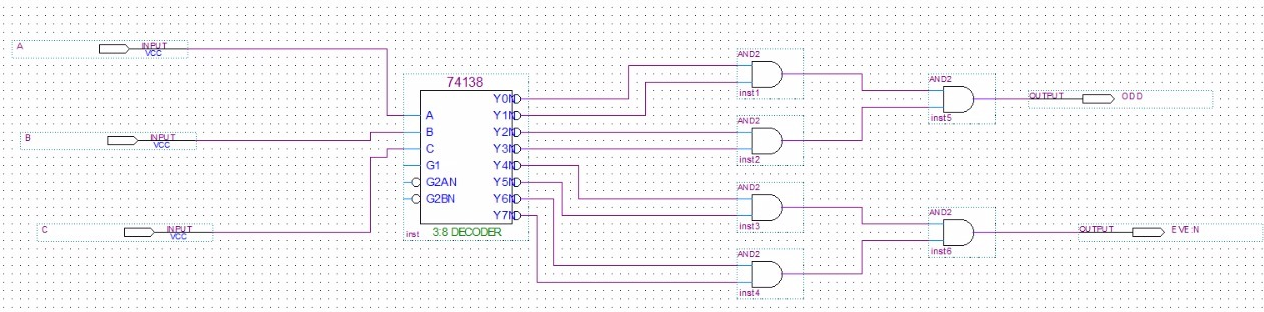 A
INPUT
VCC
B
INPUT
VCC
C
INPUT
VCC
74138
A
B
C
G1
G2AN
G2BN
Y0N
Y1N
Y2N
Y3N
Y4N
Y5N
Y6N
Y7N
inst
3:8 DECODER
AND2
inst1
AND2
inst2
AND2
inst3
AND2
inst4
AND2
inst5
AND2
inst6
OUTPUT
ODD
OUTPUT
EVEN